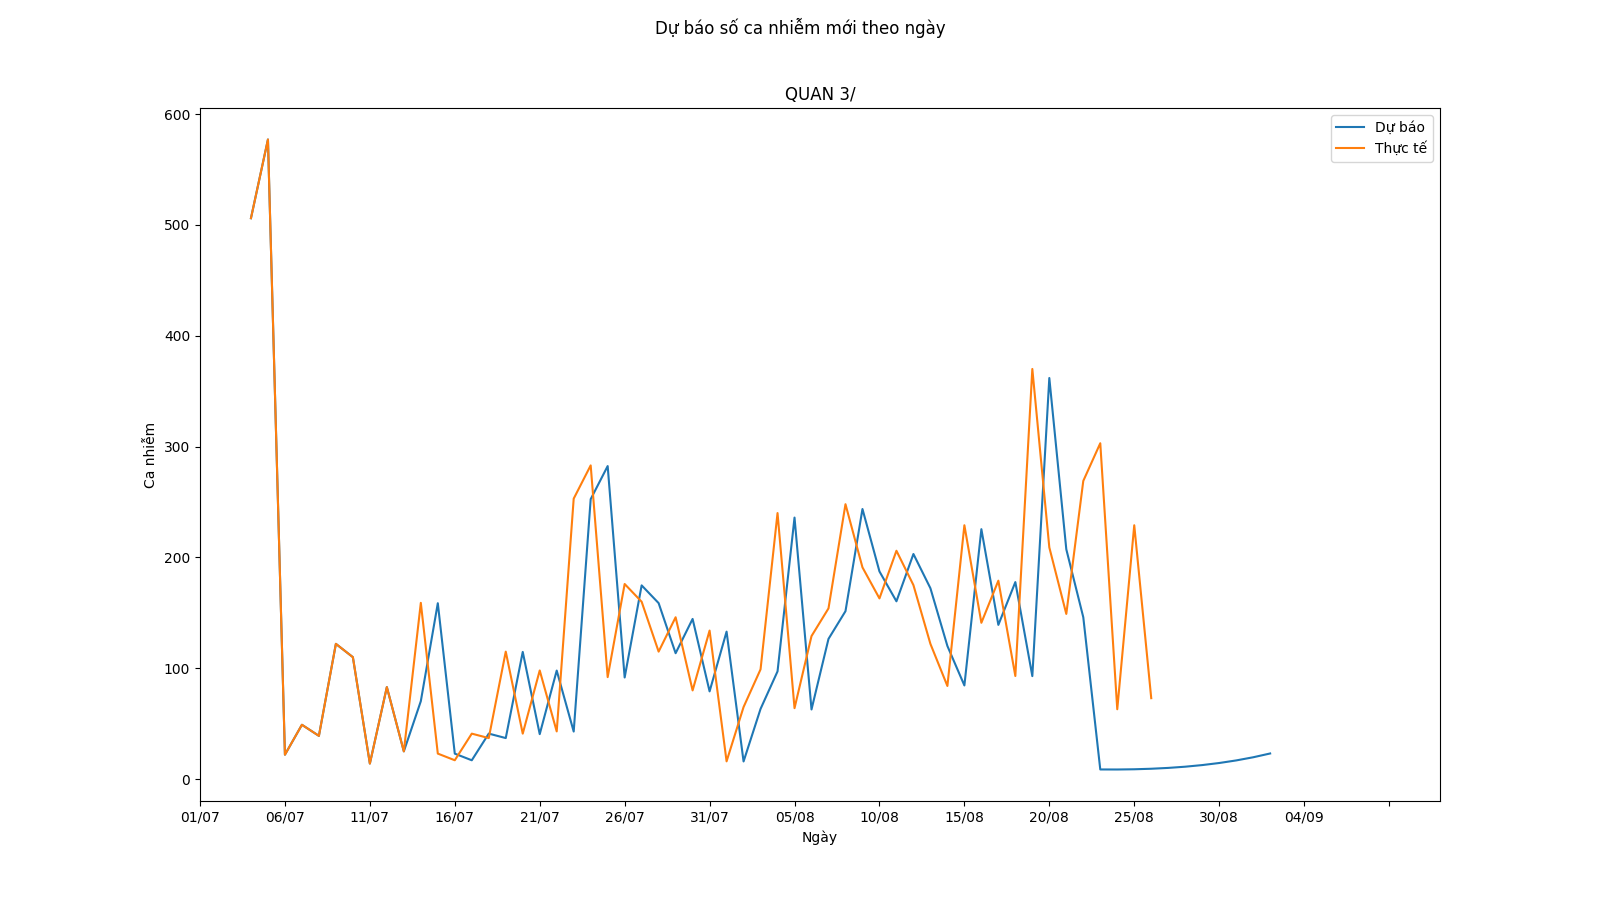 Dự báo số ca nhiễm mới theo ngày
QUAN 3/
Dự báo
Thực tế
600
500
400
300
200
100
0
Ca nhiễm
01/07 06/07 11/07 16/07 21/07 26/07 31/07 05/08 10/08 15/08 20/08 25/08 30/08 04/09
Ngày